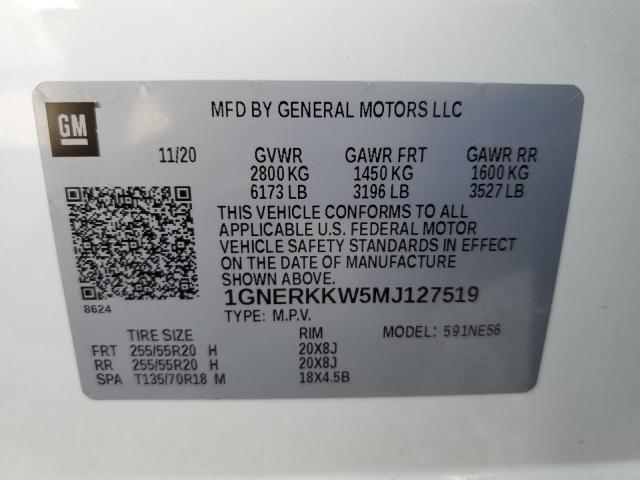 GM
MFD BY GENERAL MOTORS LLC
11/20 GVWR GAWR FRT GAWR RR
2800 KG 1450 KG 1600 KG
6173 LB 3196 LB 3527 LB
THIS VEHICLE CONFORMS TO ALL
APPLICABLE U.S. FEDERAL MOTOR
VEHICLE SAFETY STANDARDS IN EFFECT
ON THE DATE OF MANUFACTURE
SHOWN ABOVE.
1GNERKKW5MJ127519
8624
TYPE: M.P.V. MODEL: 591NE56
TIRE SIZE RIM
FRT 255/55R20 H 20X8J
RR 255/55R20 H 20X8J
SPA T135/70R18 M 18X4.5B